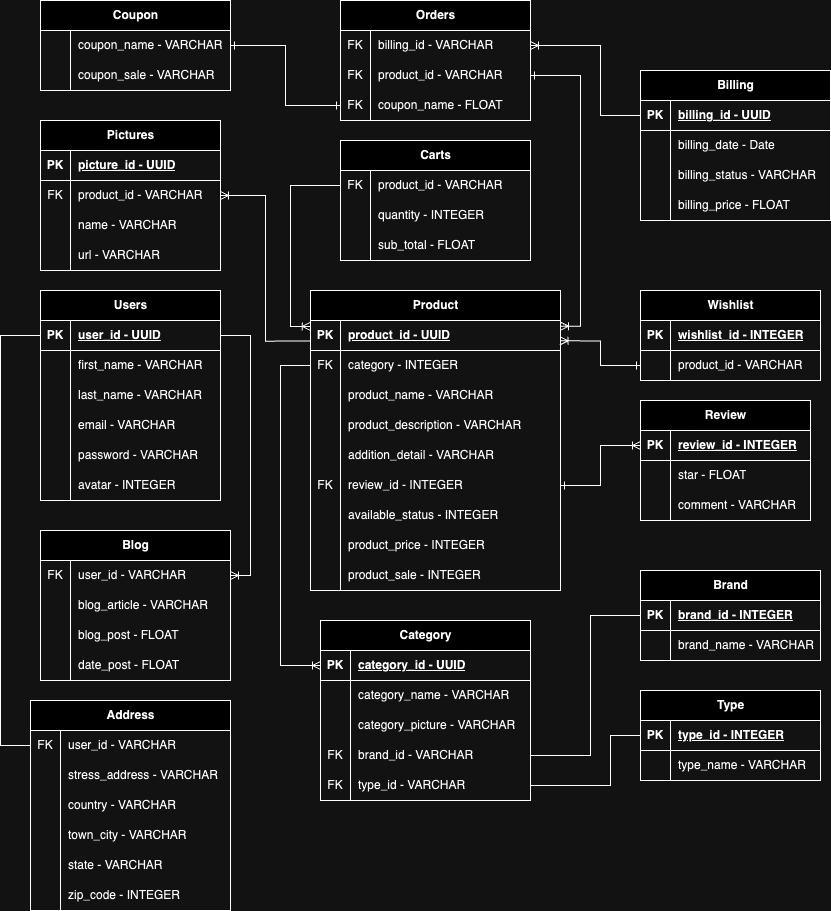 Coupon
coupon_name - VARCHAR
coupon_sale - VARCHAR
Orders
FK billing_id - VARCHAR
FK product_id - VARCHAR
FK coupon_name - FLOAT
Billing
PK billing_id - UUID
billing_date - Date
billing_status - VARCHAR
billing_price - FLOAT
Pictures
PK picture_id - UUID
FK product_id - VARCHAR
name - VARCHAR
url - VARCHAR
Carts
FK product_id - VARCHAR
quantity - INTEGER
sub_total - FLOAT
Users
PK user_id - UUID
first_name - VARCHAR
last_name - VARCHAR
email - VARCHAR
password - VARCHAR
avatar - INTEGER
Product
PK product_id - UUID
FK category - INTEGER
product_name - VARCHAR
product_description - VARCHAR
addition_detail - VARCHAR
FK review_id - INTEGER
available_status - INTEGER
product_price - INTEGER
product_sale - INTEGER
Wishlist
PK wishlist_id - INTEGER
product_id - VARCHAR
Review
PK review_id - INTEGER
star - FLOAT
comment - VARCHAR
Blog
FK user_id - VARCHAR
blog_article - VARCHAR
blog_post - FLOAT
date_post - FLOAT
Category
PK category_id - UUID
category_name - VARCHAR
category_picture - VARCHAR
FK brand_id - VARCHAR
FK type_id - VARCHAR
Brand
PK brand_id - INTEGER
brand_name - VARCHAR
Type
PK type_id - INTEGER
type_name - VARCHAR
Address
FK user_id - VARCHAR
stress_address - VARCHAR
country - VARCHAR
town_city - VARCHAR
state - VARCHAR
zip_code - INTEGER